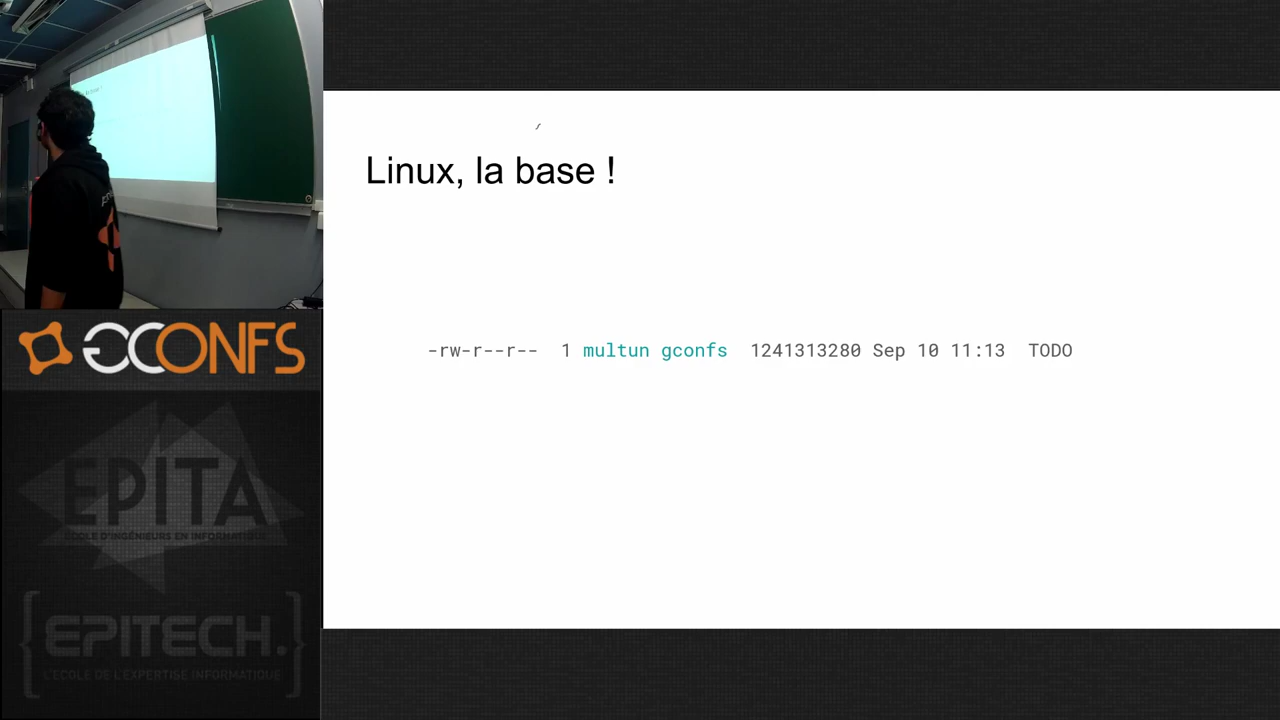 Linux, la base !
-rw-r--r-- 1 multun gconfs 1241313280 Sep 10 11:13 TODO
GCONFS
EPITA
ÉCOLE D'INGÉNIEURS EN INFORMATIQUE
{EPITECH.}
L'ECOLE DE L'EXPERTISE INFORMATIQUE